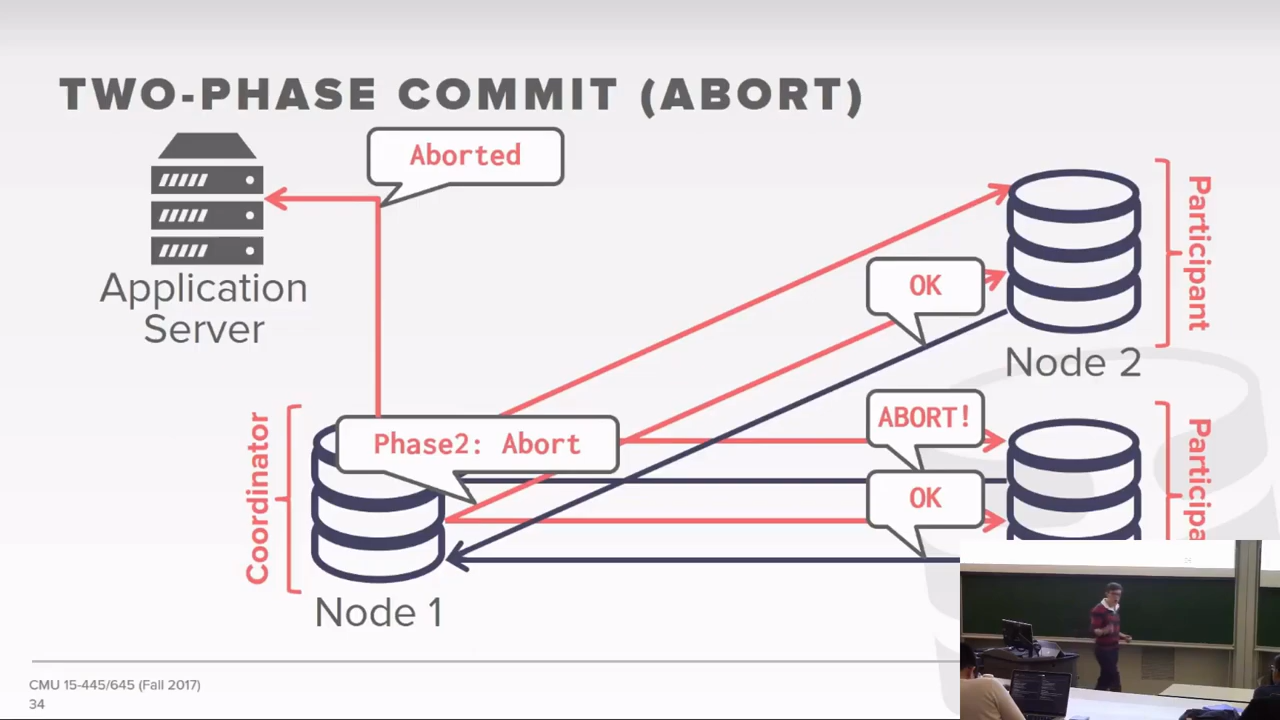 TWO-PHASE COMMIT (ABORT)
Aborted
Application
Server
OK
Participant
Node 2
Coordinator
Phase2: Abort
ABORT!
OK
Participa
Node 1
CMU 15-445/645 (Fall 2017)
34